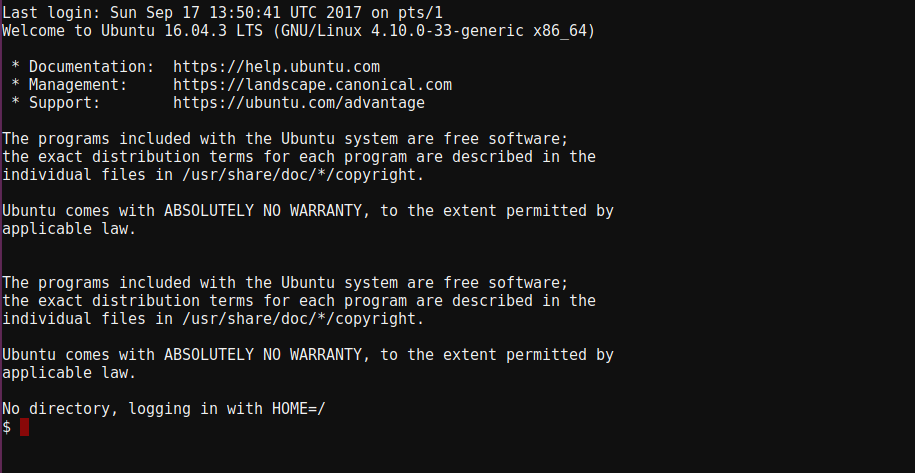 Last login: Sun Sep 17 13:50:41 UTC 2017 on pts/1
Welcome to Ubuntu 16.04.3 LTS (GNU/Linux 4.10.0-33-generic x86_64)

 * Documentation:  https://help.ubuntu.com
 * Management:     https://landscape.canonical.com
 * Support:        https://ubuntu.com/advantage

The programs included with the Ubuntu system are free software;
the exact distribution terms for each program are described in the
individual files in /usr/share/doc/*/copyright.

Ubuntu comes with ABSOLUTELY NO WARRANTY, to the extent permitted by
applicable law.


The programs included with the Ubuntu system are free software;
the exact distribution terms for each program are described in the
individual files in /usr/share/doc/*/copyright.

Ubuntu comes with ABSOLUTELY NO WARRANTY, to the extent permitted by
applicable law.

No directory, logging in with HOME=/
$